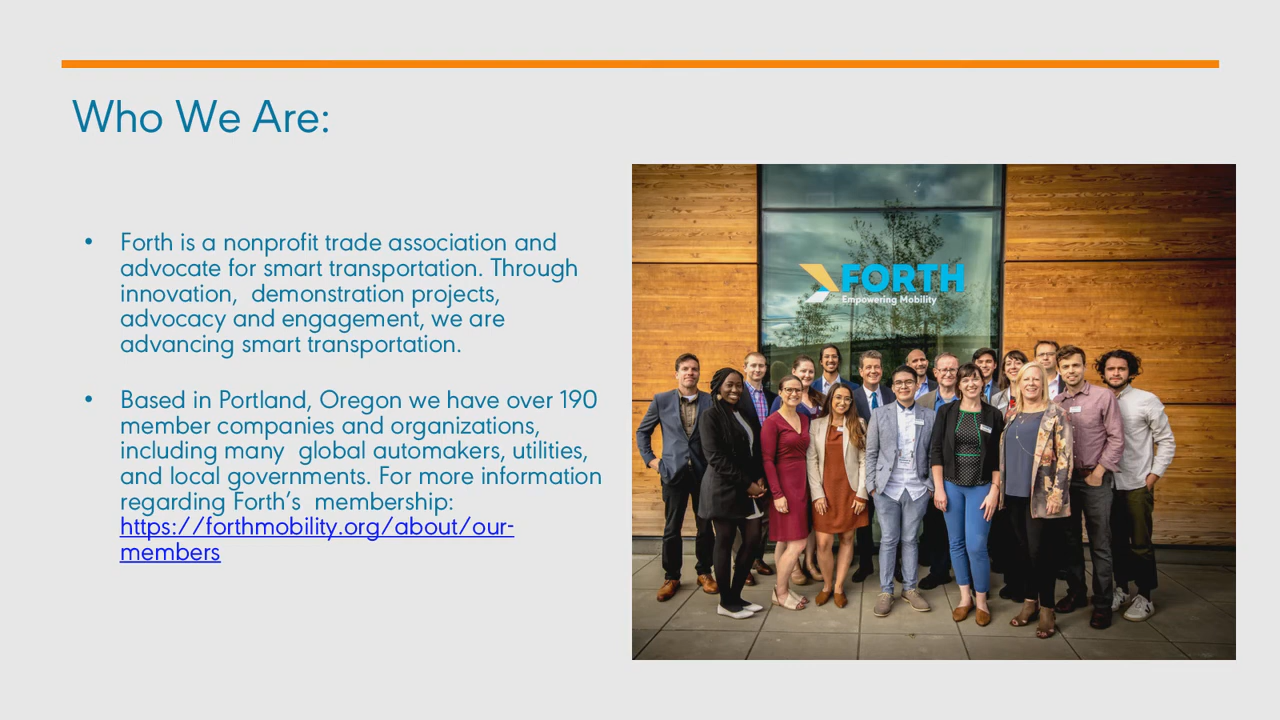 Who We Are:
• Forth is a nonprofit trade association and
advocate for smart transportation. Through
innovation,  demonstration projects,
advocacy and engagement, we are
advancing smart transportation.
• Based in Portland, Oregon we have over 190
member companies and organizations,
including many  global automakers, utilities,
and local governments. For more information
regarding Forth’s  membership:
https://forthmobility.org/about/our-
members
FORTH
Empowering Mobility